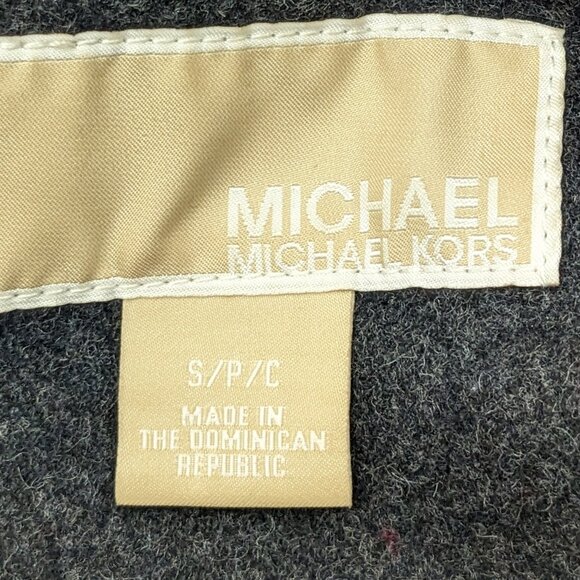 MICHAEL
MICHAEL KORS
S/P/C
MADE IN
THE DOMINICAN
REPUBLIC